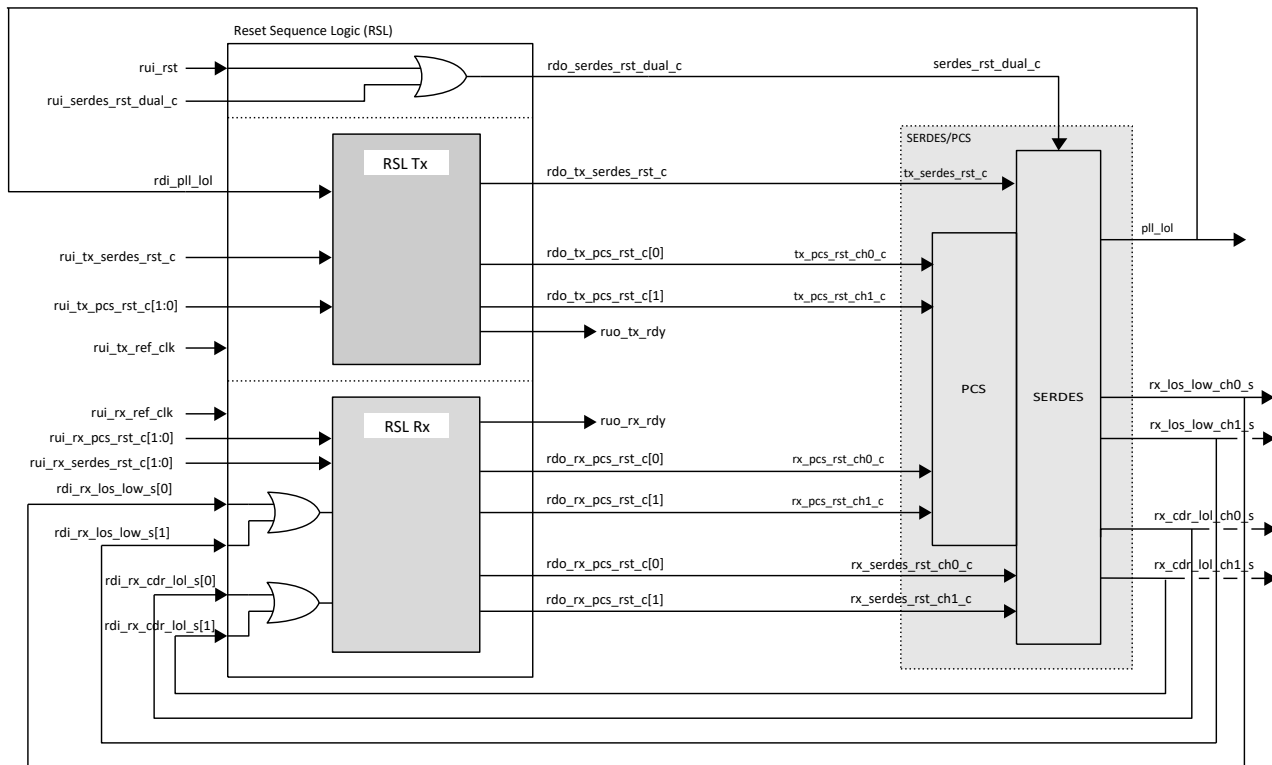 Reset Sequence Logic (RSL)
rui_rst
rdo_serdes_rst_dual_c
serdes_rst_dual_c
rui_serdes_rst_dual_c
SERDES/PCS
RSL Tx
rdi_pll_lol
rdo_tx_serdes_rst_c
tx_serdes_rst_c
pll_lol
rui_tx_serdes_rst_c
rdo_tx_pcs_rst_c[0]
tx_pcs_rst_ch0_c
rui_tx_pcs_rst_c[1:0]
rdo_tx_pcs_rst_c[1]
tx_pcs_rst_ch1_c
ruo_tx_rdy
rui_tx_ref_clk
PCS
SERDES
rx_los_low_ch0_s
rui_rx_ref_clk
RSL Rx
ruo_rx_rdy
rx_los_low_ch1_s
rui_rx_pcs_rst_c[1:0]
rui_rx_serdes_rst_c[1:0]
rdo_rx_pcs_rst_c[0]
rx_pcs_rst_ch0_c
rdi_rx_los_low_s[0]
rdo_rx_pcs_rst_c[1]
rx_pcs_rst_ch1_c
rx_cdr_lol_ch0_s
rdi_rx_los_low_s[1]
rdo_rx_pcs_rst_c[0]
rx_serdes_rst_ch0_c
rx_cdr_lol_ch1_s
rdi_rx_cdr_lol_s[0]
rdo_rx_pcs_rst_c[1]
rx_serdes_rst_ch1_c
rdi_rx_cdr_lol_s[1]